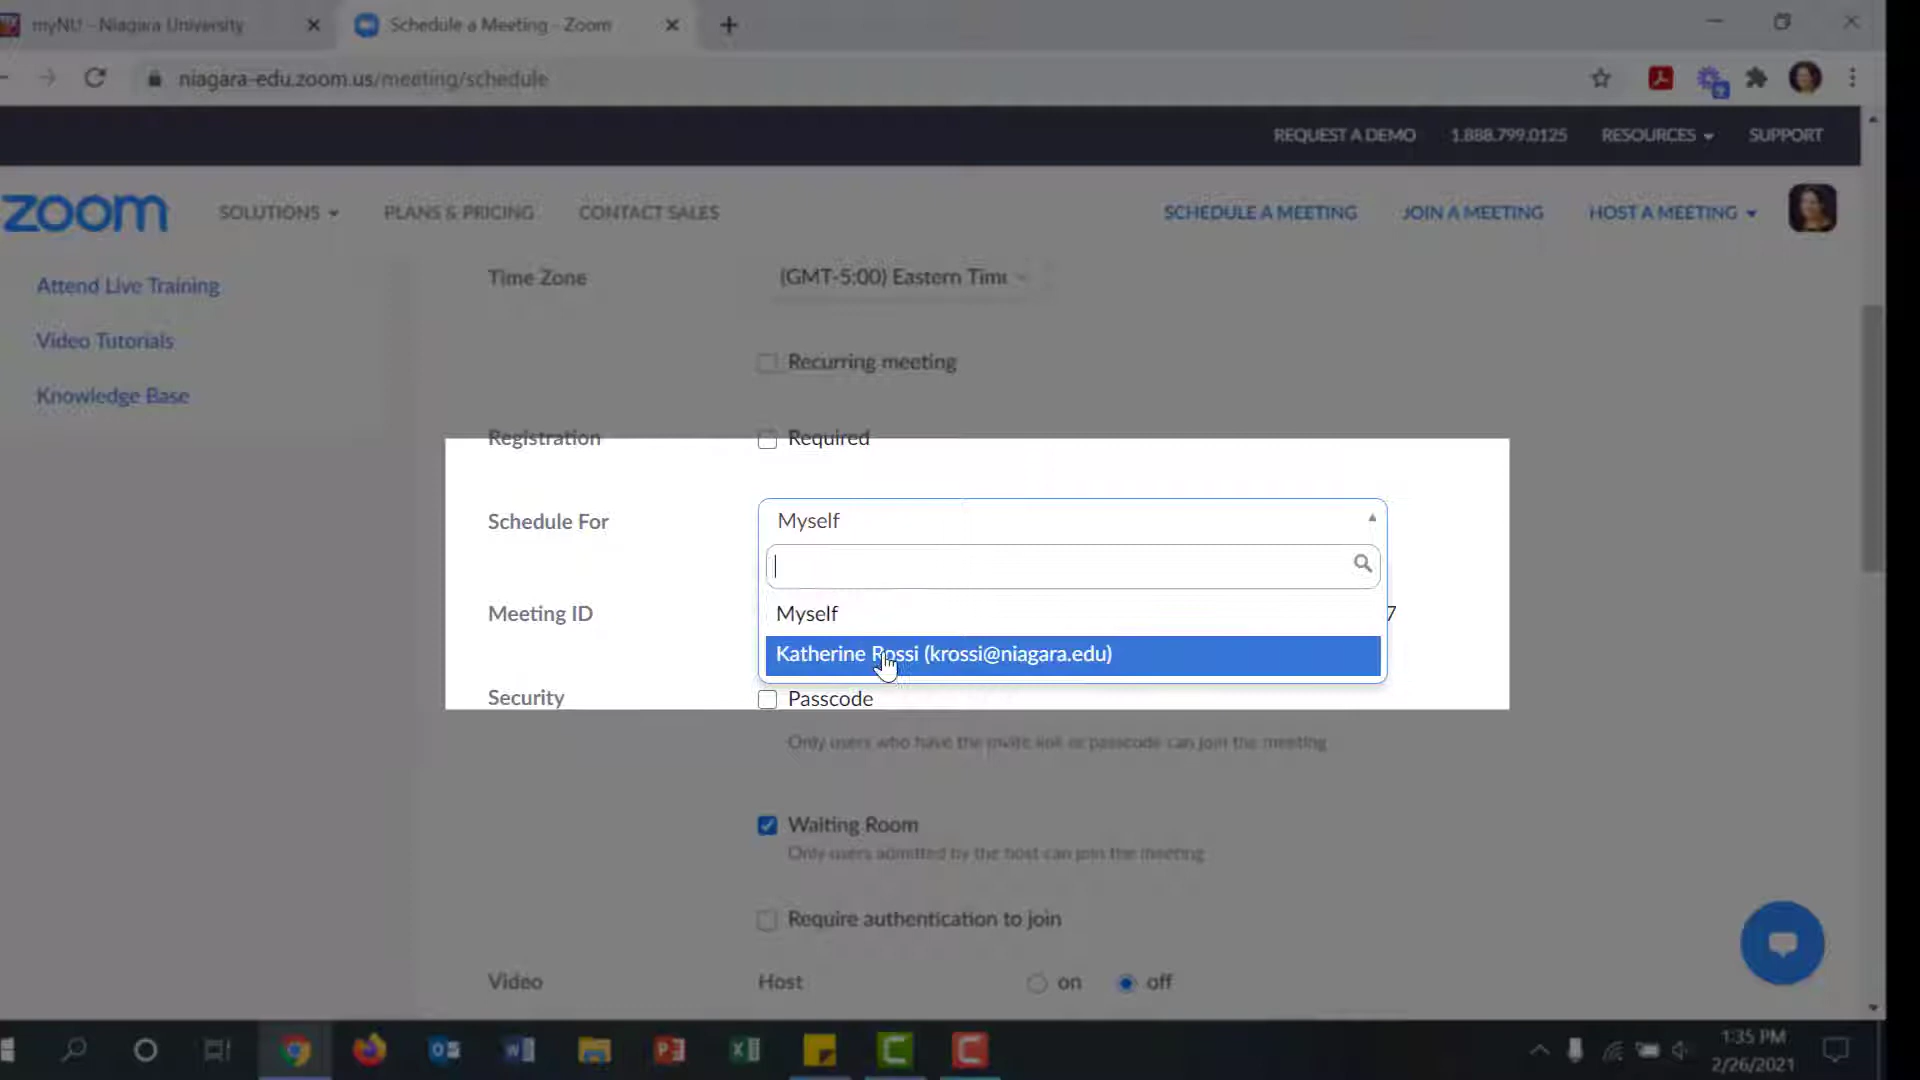 myNU! - Niagara University
Schedule a Meeting - Zoom
niagara-edu.zoom.us/meeting/schedule
REQUEST A DEMO 1.888.799.0125 RESOURCES SUPPORT
zoom SOLUTIONS PLANS & PRICING CONTACT SALES SCHEDULE A MEETING JOIN A MEETING HOST A MEETING
Attend Live Training
Video Tutorials
Knowledge Base
Time Zone (GMT-5:00) Eastern Time
Recurring meeting
Registration Required
Schedule For Myself
Meeting ID Myself 7
Katherine Rossi (krossi@niagara.edu)
Security Passcode
Only users who have the invite link or passcode can join the meeting
Waiting Room
Only users admitted by the host can join the meeting
Require authentication to join
Video Host on off
1:35 PM
2/26/2021